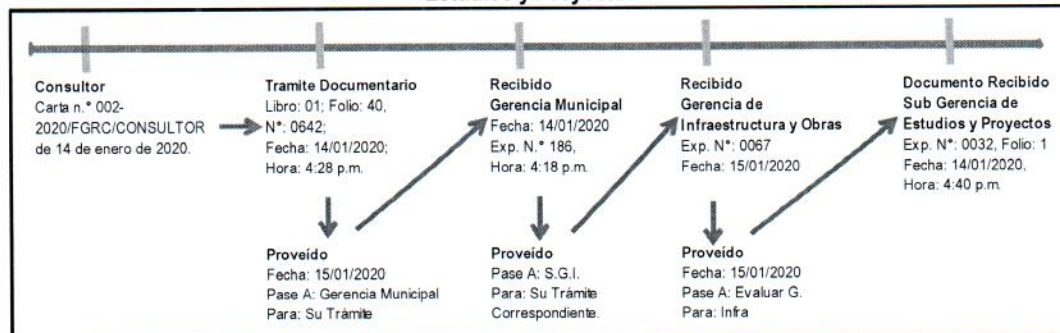 Consultor
Carta n.° 002-
2020/FGRC/CONSULTOR
de 14 de enero de 2020.
Tramite Documentario
Libro: 01; Folio: 40,
N°: 0642;
Fecha: 14/01/2020;
Hora: 4:28 p.m.
Recibido
Gerencia Municipal
Fecha: 14/01/2020
Exp. N.° 186,
Hora: 4:18 p.m.
Recibido
Gerencia de
Infraestructura y Obras
Exp. N°: 0067
Fecha: 15/01/2020
Documento Recibido
Sub Gerencia de
Estudios y Proyectos
Exp. N°: 0032, Folio: 1
Fecha: 14/01/2020,
Hora: 4:40 p.m.
Proveído
Fecha: 15/01/2020
Pase A: Gerencia Municipal
Para: Su Trámite
Proveído
Pase A: S.G.I.
Para: Su Trámite
Correspondiente.
Proveído
Fecha: 15/01/2020
Pase A: Evaluar G.
Para: Infra